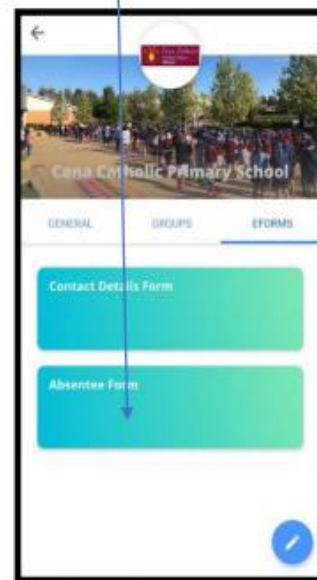 Cana Catholic Primary School
GENERAL GROUPS EFORMS
Contact Details Form
Absentee Form